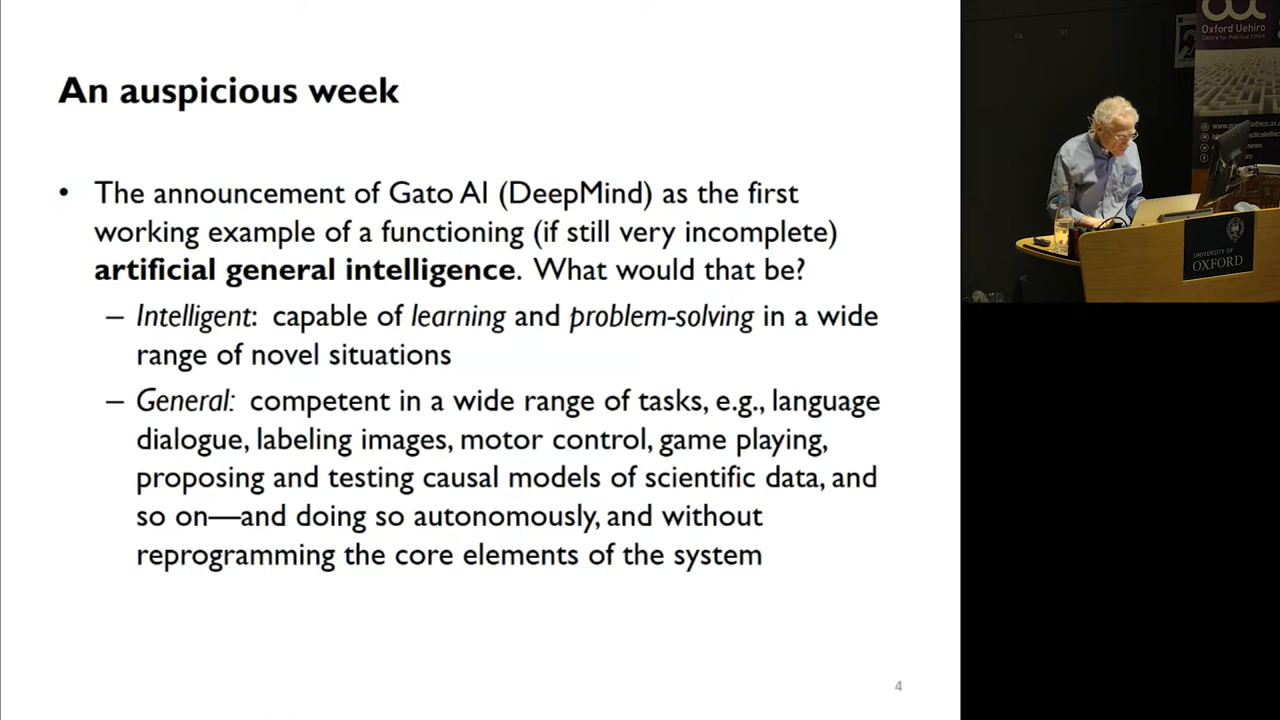 An auspicious week
• The announcement of Gato AI (DeepMind) as the first
working example of a functioning (if still very incomplete)
artificial general intelligence. What would that be?
– Intelligent: capable of learning and problem-solving in a wide
range of novel situations
– General: competent in a wide range of tasks, e.g., language
dialogue, labeling images, motor control, game playing,
proposing and testing causal models of scientific data, and
so on—and doing so autonomously, and without
reprogramming the core elements of the system
4
Oxford Uehiro
Centre for Practical Ethics
UNIVERSITY OF
OXFORD